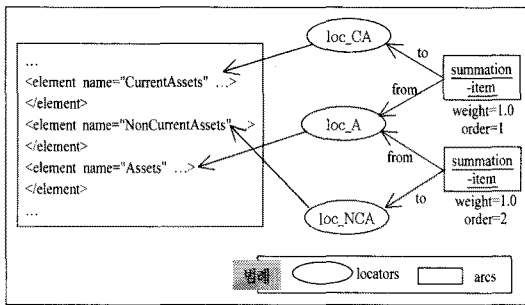 ...
<element name="CurrentAssets" ...>
</element>
<element name="NonCurrentAssets" ...>
</element>
<element name="Assets" ...>
</element>
...
loc_CA
loc_A
loc_NCA
to
from
from
to
summation
-item
weight=1.0
order=1
summation
-item
weight=1.0
order=2
범례
locators
arcs